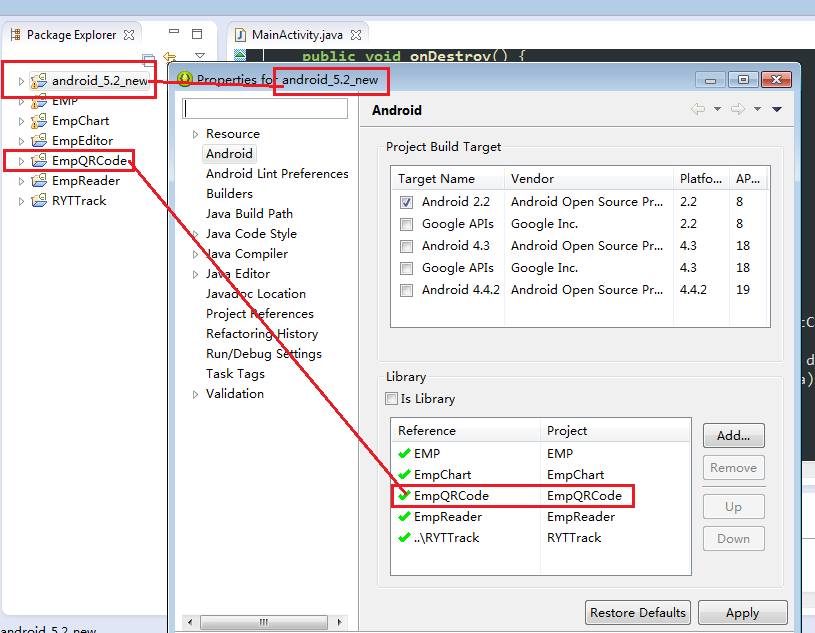 Package Explorer
MainActivity.java
public void onDestroy() {
android_5.2_new
EMP
EmpChart
EmpEditor
EmpQRCode
EmpReader
RYTTrack
Properties for android_5.2_new
Resource
Android
Android Lint Preferences
Builders
Java Build Path
Java Code Style
Java Compiler
Java Editor
Javadoc Location
Project References
Refactoring History
Run/Debug Settings
Task Tags
Validation
Android
Project Build Target
Target Name Vendor Platfo... AP...
Android 2.2 Android Open Source Pr... 2.2 8
Google APIs Google Inc. 2.2 8
Android 4.3 Android Open Source Pr... 4.3 18
Google APIs Google Inc. 4.3 18
Android 4.4.2 Android Open Source Pr... 4.4.2 19
Library
Is Library
Reference Project
EMP EMP
EmpChart EmpChart
EmpQRCode EmpQRCode
EmpReader EmpReader
..\RYTTrack RYTTrack
Add...
Remove
Up
Down
Restore Defaults Apply
android_5.2_new